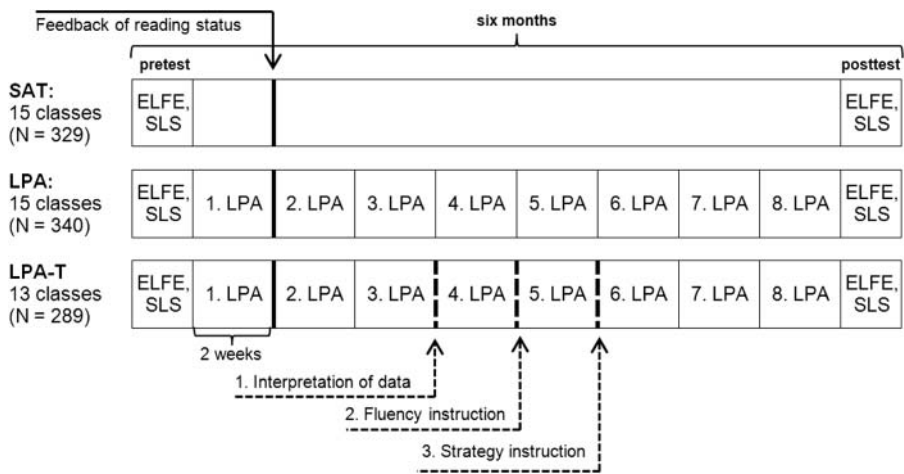 Feedback of reading status
six months
pretest
posttest
SAT:
15 classes
(N = 329)
ELFE,
SLS
ELFE,
SLS
LPA:
15 classes
(N = 340)
ELFE,
SLS
1. LPA
2. LPA
3. LPA
4. LPA
5. LPA
6. LPA
7. LPA
8. LPA
ELFE,
SLS
LPA-T
13 classes
(N = 289)
ELFE,
SLS
1. LPA
2. LPA
3. LPA
4. LPA
5. LPA
6. LPA
7. LPA
8. LPA
ELFE,
SLS
2 weeks
1. Interpretation of data
2. Fluency instruction
3. Strategy instruction